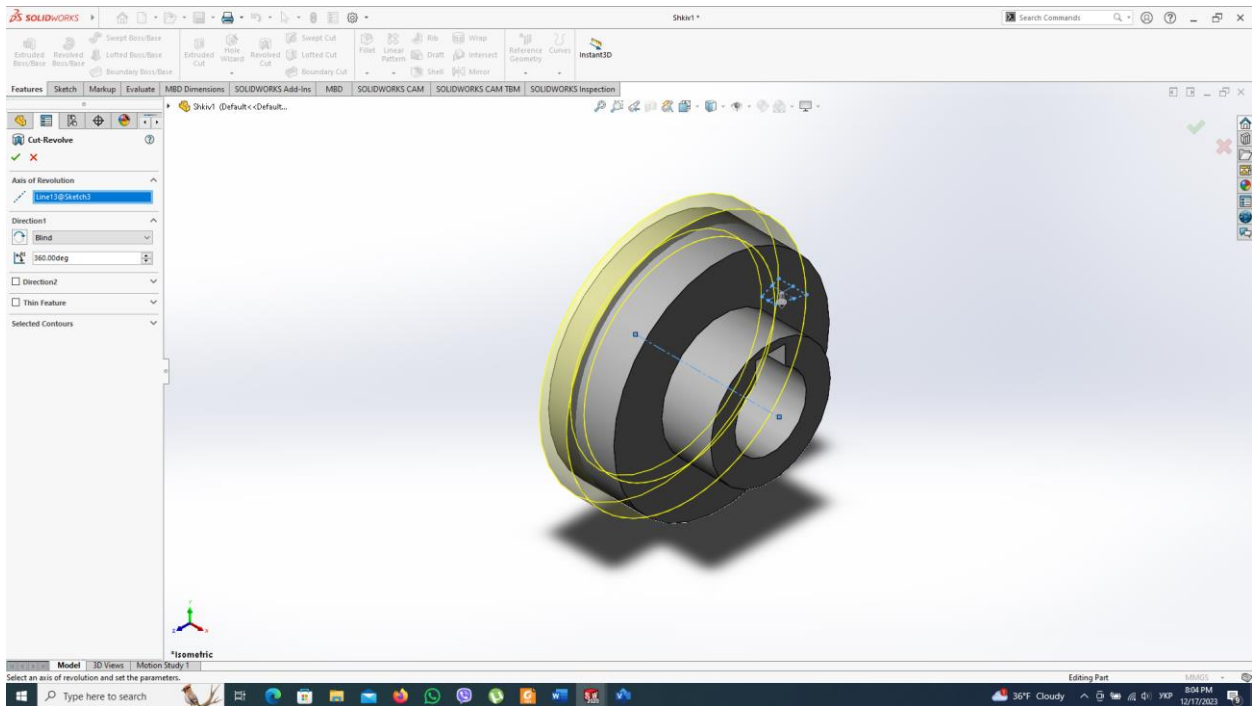 SOLIDWORKS
Shkiv1 *
Search Commands
Extruded Boss/Base
Revolved Boss/Base
Swept Boss/Base
Lofted Boss/Base
Boundary Boss/Base
Extruded Cut
Hole Wizard
Revolved Cut
Swept Cut
Lofted Cut
Boundary Cut
Fillet
Linear Pattern
Rib
Draft
Shell
Wrap
Intersect
Mirror
Reference Geometry
Curves
Instant3D
Features Sketch Markup Evaluate MBD Dimensions SOLIDWORKS Add-Ins MBD SOLIDWORKS CAM SOLIDWORKS CAM TBM SOLIDWORKS Inspection
Shkiv1 (Default<<Default...
Cut-Revolve
Axis of Revolution
Line13@Sketch3
Direction1
Blind
360.00deg
Direction2
Thin Feature
Selected Contours
*Isometric
Model 3D Views Motion Study 1
Select an axis of revolution and set the parameters.
Editing Part
MMGS
Type here to search
36°F Cloudy
УКР
8:04 PM
12/17/2023